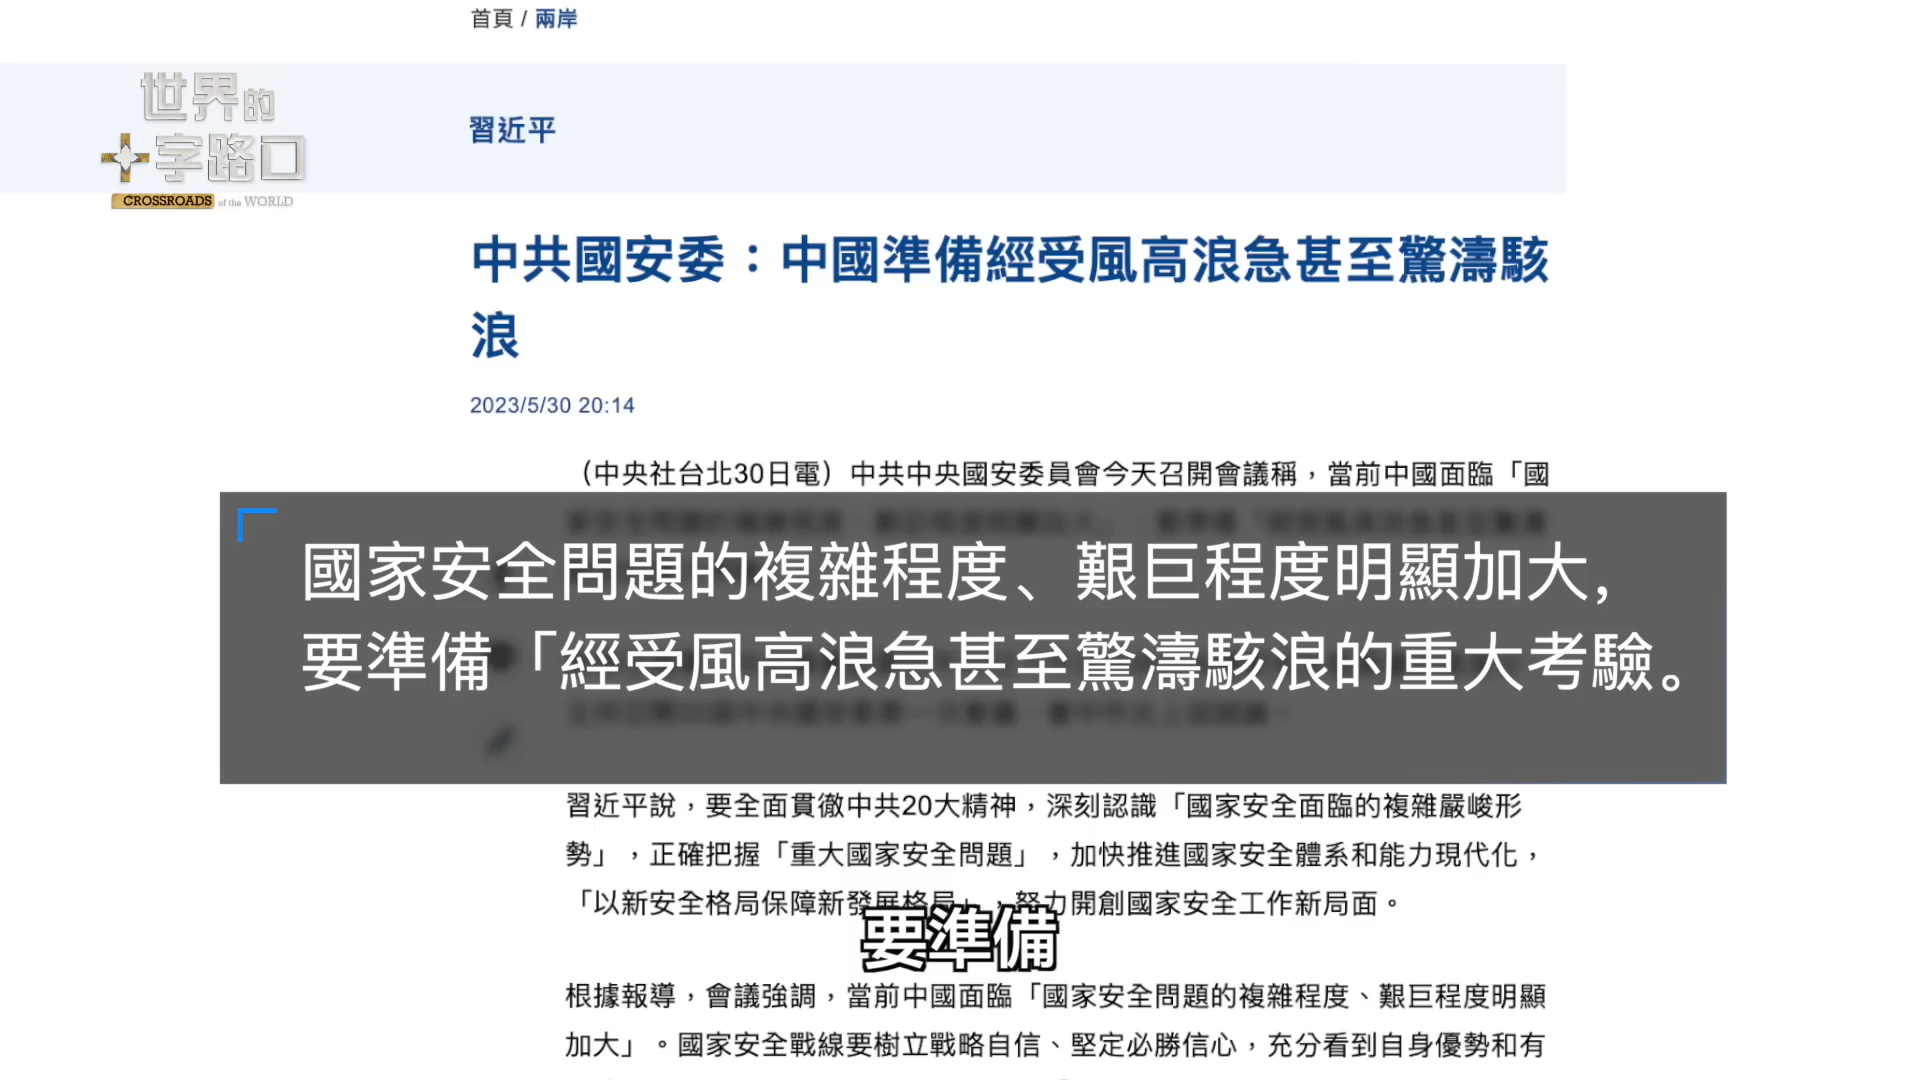 首頁 / 兩岸
世界的
十字路口
CROSSROADS of the WORLD
習近平
中共國安委：中國準備經受風高浪急甚至驚濤駭
浪
2023/5/30 20:14
（中央社台北30日電）中共中央國安委員會今天召開會議稱，當前中國面臨「國
國家安全問題的複雜程度、艱巨程度明顯加大，
要準備「經受風高浪急甚至驚濤駭浪的重大考驗。
習近平說，要全面貫徹中共20大精神，深刻認識「國家安全面臨的複雜嚴峻形
勢」，正確把握「重大國家安全問題」，加快推進國家安全體系和能力現代化，
「以新安全格局保障新發展格局」，努力開創國家安全工作新局面。
要準備
根據報導，會議強調，當前中國面臨「國家安全問題的複雜程度、艱巨程度明顯
加大」。國家安全戰線要樹立戰略自信、堅定必勝信心，充分看到自身優勢和有